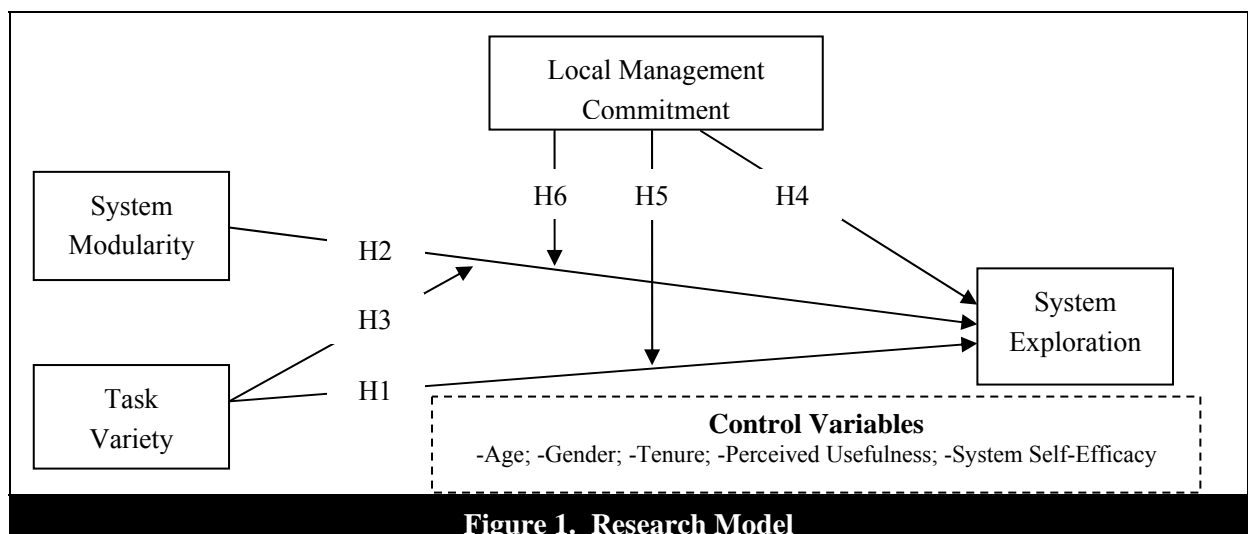 Local Management
Commitment
System
Modularity
H6
H5
H4
H2
H3
System
Exploration
Task
Variety
H1
Control Variables
-Age; -Gender; -Tenure; -Perceived Usefulness; -System Self-Efficacy
Figure 1. Research Model